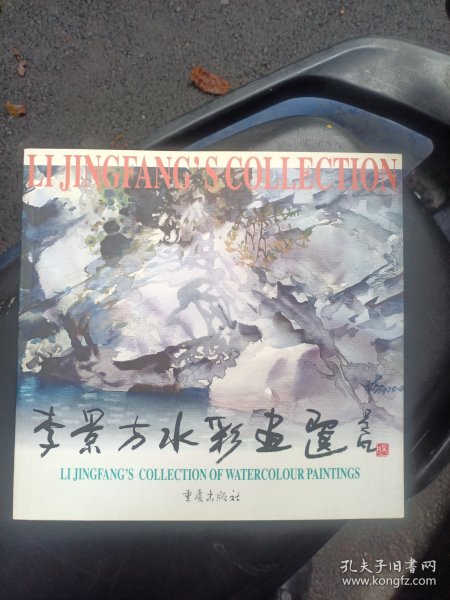 LI JINGFANG'S COLLECTION
李景方水彩画選
LI JINGFANG'S COLLECTION OF WATERCOLOUR PAINTINGS
重庆出版社
孔夫子旧书网
www.kongfz.com